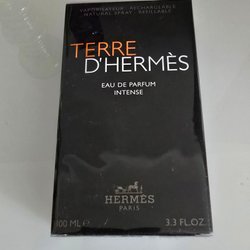 VAPORISATEUR · RECHARGEABLE
NATURAL SPRAY · REFILLABLE
TERRE
D'HERMÈS
EAU DE PARFUM
INTENSE
HERMÈS
PARIS
100 ML e 3.3 FL.OZ